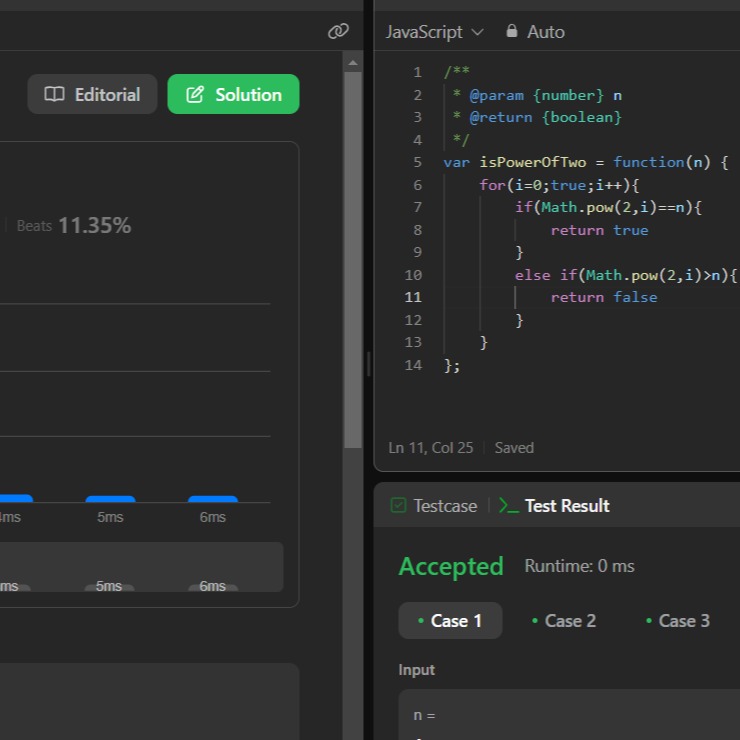 Editorial
Solution
Beats 11.35%
5ms
6ms
5ms
6ms
JavaScript
Auto
1 /**
2 * @param {number} n
3 * @return {boolean}
4 */
5 var isPowerOfTwo = function(n) {
6 for(i=0;true;i++){
7 if(Math.pow(2,i)==n){
8 return true
9 }
10 else if(Math.pow(2,i)>n){
11 return false
12 }
13 }
14 };
Ln 11, Col 25 Saved
Testcase
Test Result
Accepted Runtime: 0 ms
Case 1
Case 2
Case 3
Input
n =